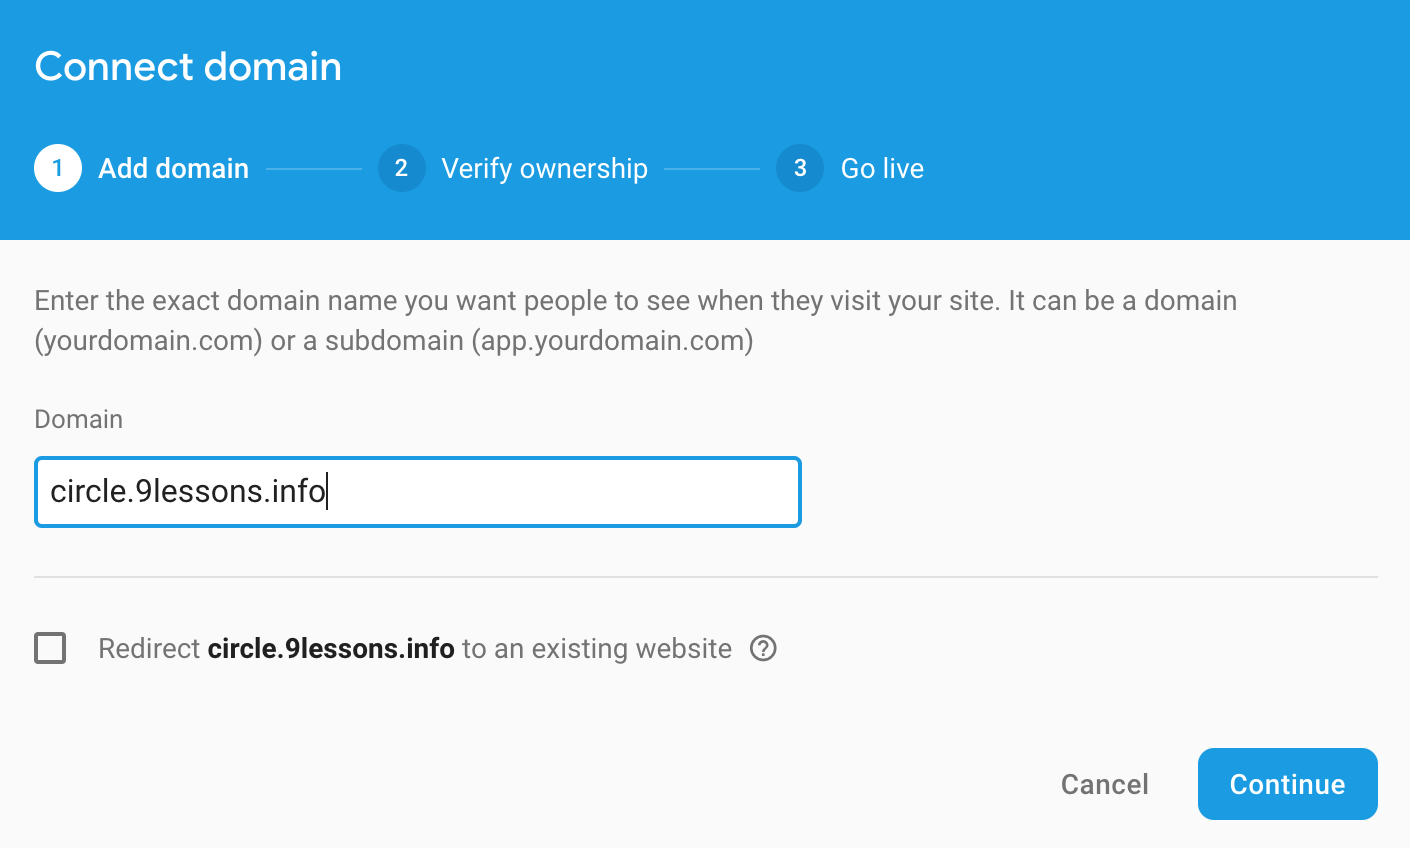 Connect domain
1 Add domain 2 Verify ownership 3 Go live
Enter the exact domain name you want people to see when they visit your site. It can be a domain
(yourdomain.com) or a subdomain (app.yourdomain.com)
Domain
circle.9lessons.info
Redirect circle.9lessons.info to an existing website ?
Cancel Continue